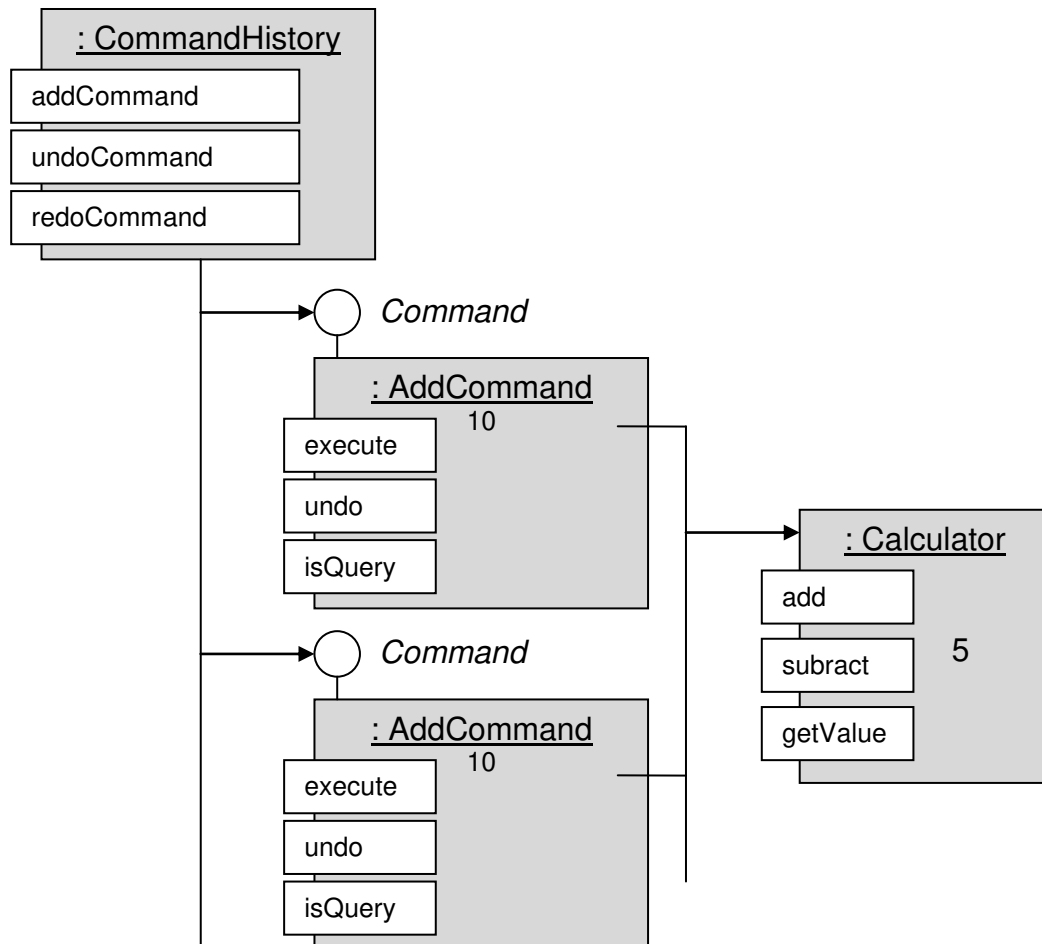 : CommandHistory
addCommand
undoCommand
redoCommand
Command
: AddCommand
10
execute
undo
isQuery
: Calculator
add
5
subract
getValue
Command
: AddCommand
10
execute
undo
isQuery